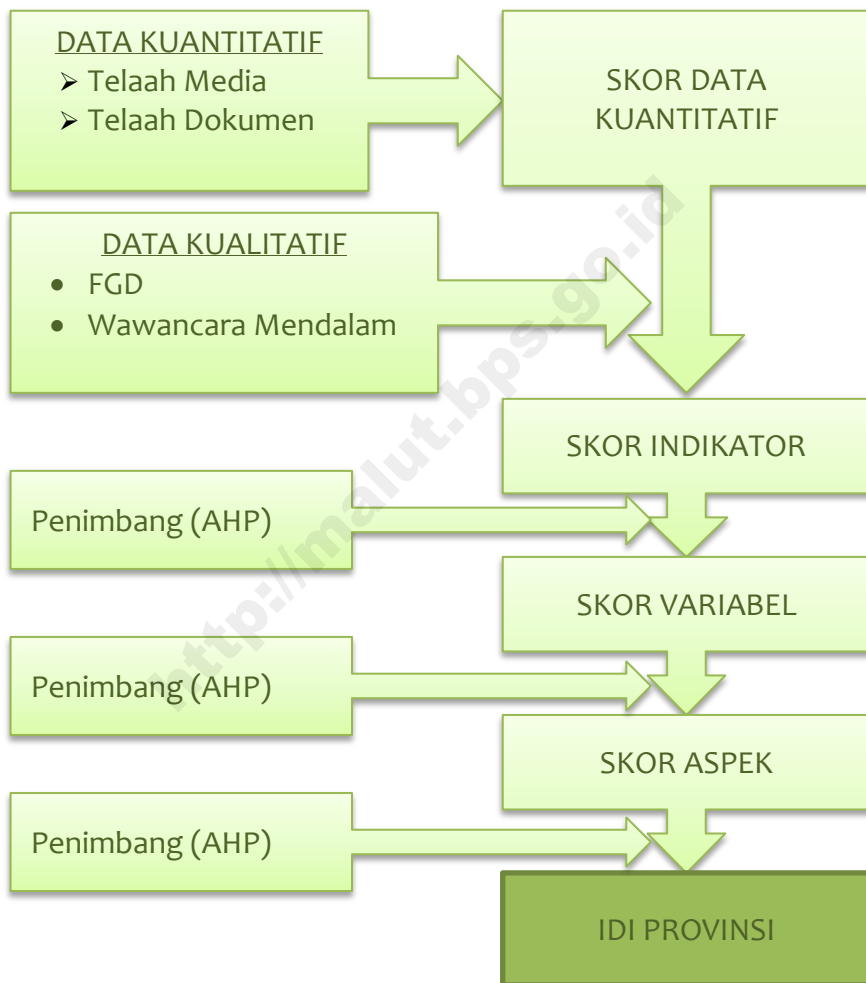 DATA KUANTITATIF
➢ Telaah Media
➢ Telaah Dokumen
SKOR DATA
KUANTITATIF
DATA KUALITATIF
• FGD
• Wawancara Mendalam
SKOR INDIKATOR
Penimbang (AHP)
SKOR VARIABEL
Penimbang (AHP)
SKOR ASPEK
Penimbang (AHP)
IDI PROVINSI
http://malut.bps.go.id